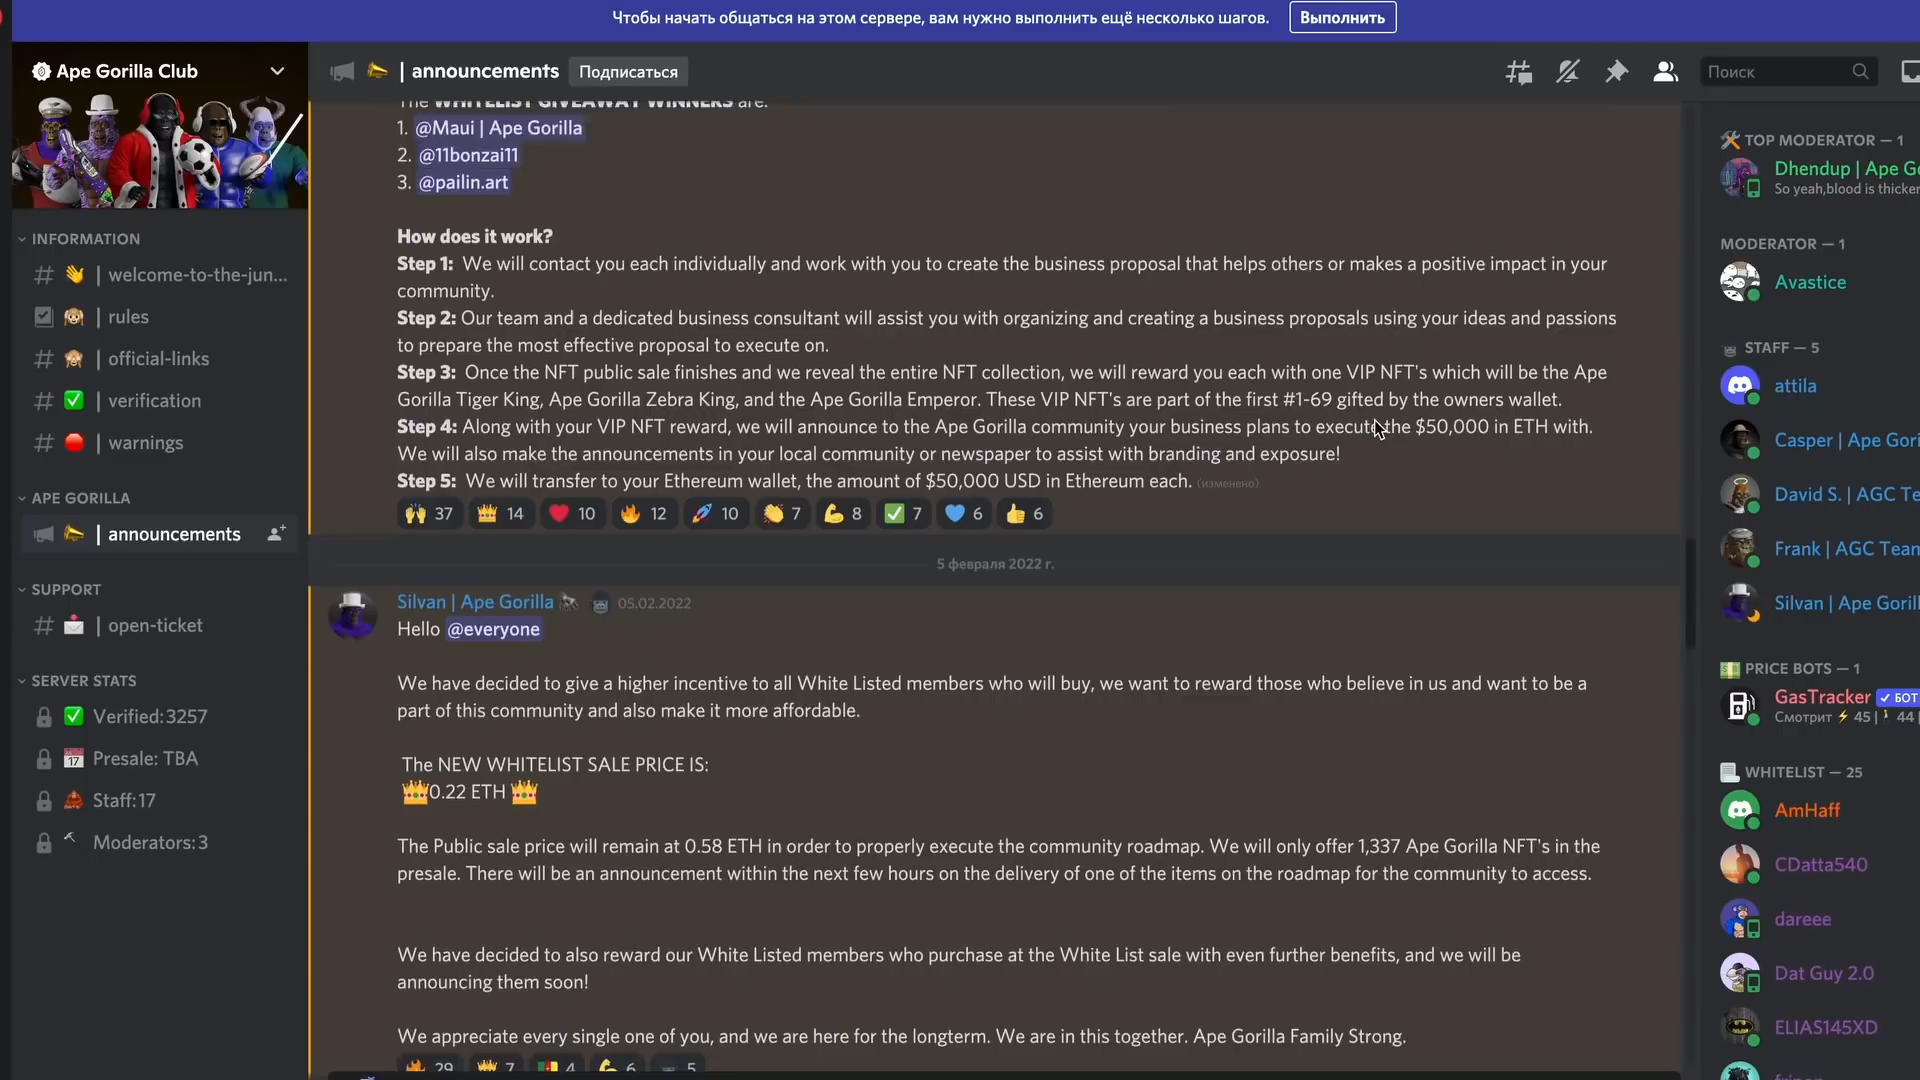 Чтобы начать общаться на этом сервере, вам нужно выполнить ещё несколько шагов. Выполнить
Ape Gorilla Club
INFORMATION
# | welcome-to-the-jun...
| rules
# | official-links
# | verification
# | warnings
APE GORILLA
| announcements
SUPPORT
# | open-ticket
SERVER STATS
Verified: 3257
Presale: TBA
Staff: 17
Moderators: 3
| announcements Подписаться
Поиск
The WHITELIST GIVEAWAY WINNERS are:
1. @Maui | Ape Gorilla
2. @11bonzai11
3. @pailin.art
How does it work?
Step 1: We will contact you each individually and work with you to create the business proposal that helps others or makes a positive impact in your
community.
Step 2: Our team and a dedicated business consultant will assist you with organizing and creating a business proposals using your ideas and passions
to prepare the most effective proposal to execute on.
Step 3: Once the NFT public sale finishes and we reveal the entire NFT collection, we will reward you each with one VIP NFT's which will be the Ape
Gorilla Tiger King, Ape Gorilla Zebra King, and the Ape Gorilla Emperor. These VIP NFT's are part of the first #1-69 gifted by the owners wallet.
Step 4: Along with your VIP NFT reward, we will announce to the Ape Gorilla community your business plans to execute the $50,000 in ETH with.
We will also make the announcements in your local community or newspaper to assist with branding and exposure!
Step 5: We will transfer to your Ethereum wallet, the amount of $50,000 USD in Ethereum each. (изменено)
37 14 10 12 10 7 8 7 6 6
5 февраля 2022 г.
Silvan | Ape Gorilla 05.02.2022
Hello @everyone
We have decided to give a higher incentive to all White Listed members who will buy, we want to reward those who believe in us and want to be a
part of this community and also make it more affordable.
The NEW WHITELIST SALE PRICE IS:
0.22 ETH
The Public sale price will remain at 0.58 ETH in order to properly execute the community roadmap. We will only offer 1,337 Ape Gorilla NFT's in the
presale. There will be an announcement within the next few hours on the delivery of one of the items on the roadmap for the community to access.
We have decided to also reward our White Listed members who purchase at the White List sale with even further benefits, and we will be
announcing them soon!
We appreciate every single one of you, and we are here for the longterm. We are in this together. Ape Gorilla Family Strong.
29 7 4 6 5
TOP MODERATOR — 1
Dhendup | Ape Go
So yeah,blood is thicker
MODERATOR — 1
Avastice
STAFF — 5
attila
Casper | Ape Gori
David S. | AGC Te
Frank | AGC Team
Silvan | Ape Gorill
PRICE BOTS — 1
GasTracker БОТ
Смотрит 45 | 44 |
WHITELIST — 25
AmHaff
CDatta540
dareee
Dat Guy 2.0
ELIAS145XD